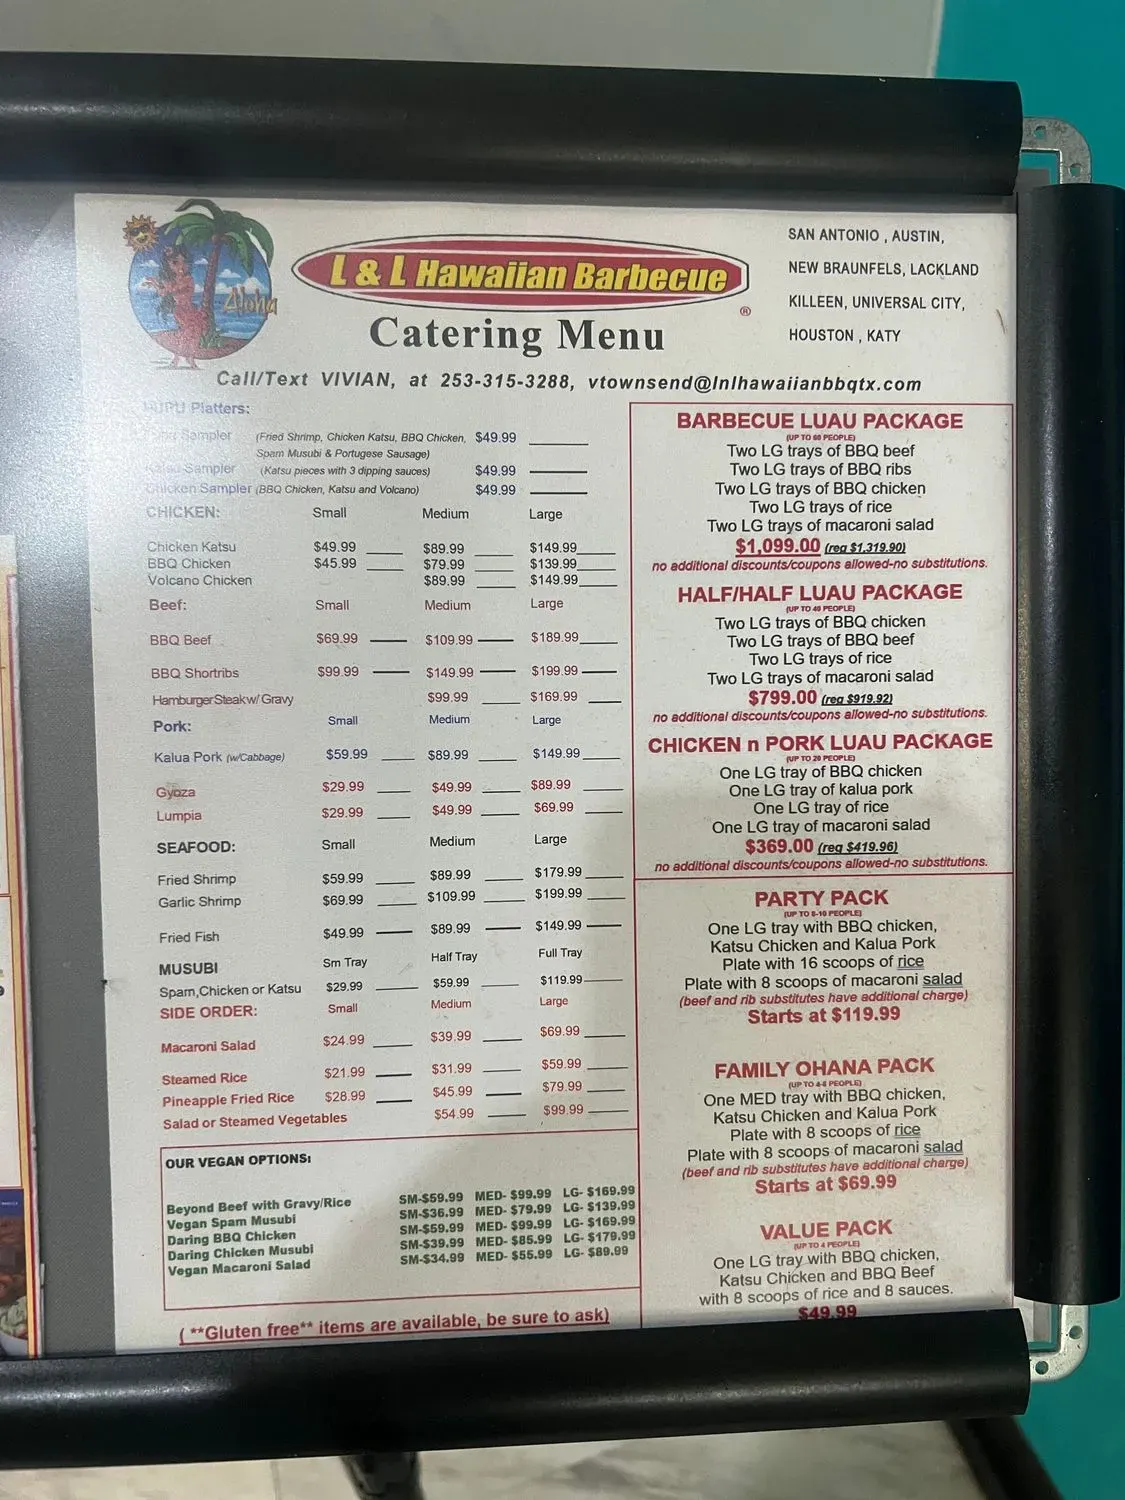 Aloha
L & L Hawaiian Barbecue
®
Catering Menu
SAN ANTONIO , AUSTIN,
NEW BRAUNFELS, LACKLAND
KILLEEN, UNIVERSAL CITY,
HOUSTON , KATY
Call/Text VIVIAN, at 253-315-3288, vtownsend@lnlhawaiianbbqtx.com
PUPU Platters:
Sampler (Fried Shrimp, Chicken Katsu, BBQ Chicken, $49.99
Spam Musubi & Portugese Sausage)
Katsu Sampler (Katsu pieces with 3 dipping sauces) $49.99
Chicken Sampler (BBQ Chicken, Katsu and Volcano) $49.99
CHICKEN: Small Medium Large
Chicken Katsu $49.99 $89.99 $149.99
BBQ Chicken $45.99 $79.99 $139.99
Volcano Chicken $89.99 $149.99
Beef: Small Medium Large
BBQ Beef $69.99 $109.99 $189.99
BBQ Shortribs $99.99 $149.99 $199.99
Hamburger Steak w/ Gravy $99.99 $169.99
Pork: Small Medium Large
Kalua Pork (w/Cabbage) $59.99 $89.99 $149.99
Gyoza $29.99 $49.99 $89.99
Lumpia $29.99 $49.99 $69.99
SEAFOOD: Small Medium Large
Fried Shrimp $59.99 $89.99 $179.99
Garlic Shrimp $69.99 $109.99 $199.99
Fried Fish $49.99 $89.99 $149.99
MUSUBI Sm Tray Half Tray Full Tray
Spam,Chicken or Katsu $29.99 $59.99 $119.99
SIDE ORDER: Small Medium Large
Macaroni Salad $24.99 $39.99 $69.99
Steamed Rice $21.99 $31.99 $59.99
Pineapple Fried Rice $28.99 $45.99 $79.99
Salad or Steamed Vegetables $54.99 $99.99
OUR VEGAN OPTIONS:
Beyond Beef with Gravy/Rice SM-$59.99 MED- $99.99 LG- $169.99
Vegan Spam Musubi SM-$36.99 MED- $79.99 LG- $139.99
Daring BBQ Chicken SM-$59.99 MED- $99.99 LG- $169.99
Daring Chicken Musubi SM-$39.99 MED- $85.99 LG- $179.99
Vegan Macaroni Salad SM-$34.99 MED- $55.99 LG- $89.99
( **Gluten free** items are available, be sure to ask)
BARBECUE LUAU PACKAGE
(UP TO 60 PEOPLE)
Two LG trays of BBQ beef
Two LG trays of BBQ ribs
Two LG trays of BBQ chicken
Two LG trays of rice
Two LG trays of macaroni salad
$1,099.00 (reg $1,319.90)
no additional discounts/coupons allowed-no substitutions.
HALF/HALF LUAU PACKAGE
(UP TO 40 PEOPLE)
Two LG trays of BBQ chicken
Two LG trays of BBQ beef
Two LG trays of rice
Two LG trays of macaroni salad
$799.00 (reg $919.92)
no additional discounts/coupons allowed-no substitutions.
CHICKEN n PORK LUAU PACKAGE
(UP TO 20 PEOPLE)
One LG tray of BBQ chicken
One LG tray of kalua pork
One LG tray of rice
One LG tray of macaroni salad
$369.00 (reg $419.96)
no additional discounts/coupons allowed-no substitutions.
PARTY PACK
(UP TO 8-10 PEOPLE)
One LG tray with BBQ chicken,
Katsu Chicken and Kalua Pork
Plate with 16 scoops of rice
Plate with 8 scoops of macaroni salad
(beef and rib substitutes have additional charge)
Starts at $119.99
FAMILY OHANA PACK
(UP TO 4-6 PEOPLE)
One MED tray with BBQ chicken,
Katsu Chicken and Kalua Pork
Plate with 8 scoops of rice
Plate with 8 scoops of macaroni salad
(beef and rib substitutes have additional charge)
Starts at $69.99
VALUE PACK
(UP TO 4 PEOPLE)
One LG tray with BBQ chicken,
Katsu Chicken and BBQ Beef
with 8 scoops of rice and 8 sauces.
$49.99